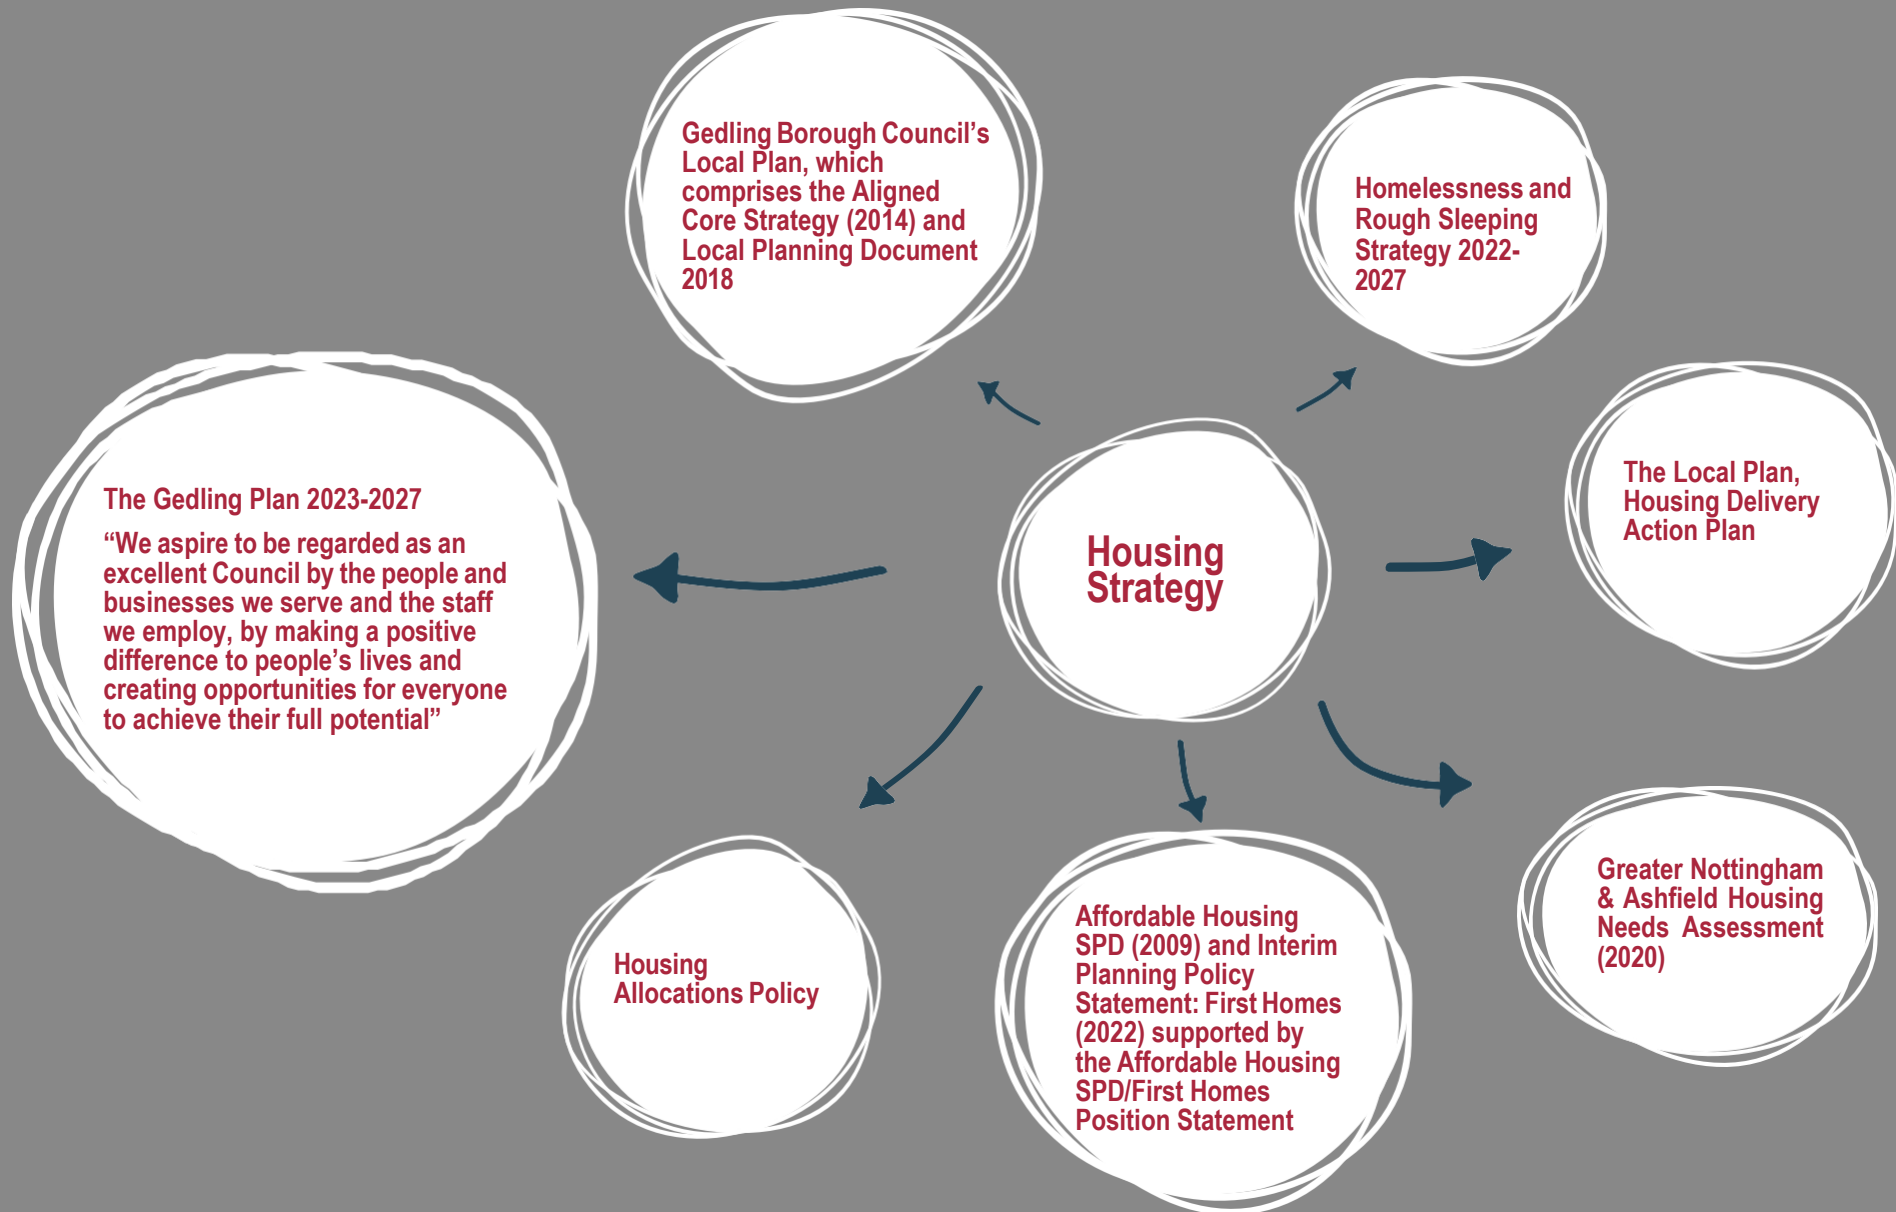 Gedling Borough Council’s
Local Plan, which
comprises the Aligned
Core Strategy (2014) and
Local Planning Document
2018
Homelessness and
Rough Sleeping
Strategy 2022-
2027
The Gedling Plan 2023-2027
“We aspire to be regarded as an
excellent Council by the people and
businesses we serve and the staff
we employ, by making a positive
difference to people’s lives and
creating opportunities for everyone
to achieve their full potential”
Housing
Strategy
The Local Plan,
Housing Delivery
Action Plan
Housing
Allocations Policy
Affordable Housing
SPD (2009) and Interim
Planning Policy
Statement: First Homes
(2022) supported by
the Affordable Housing
SPD/First Homes
Position Statement
Greater Nottingham
& Ashfield Housing
Needs Assessment
(2020)